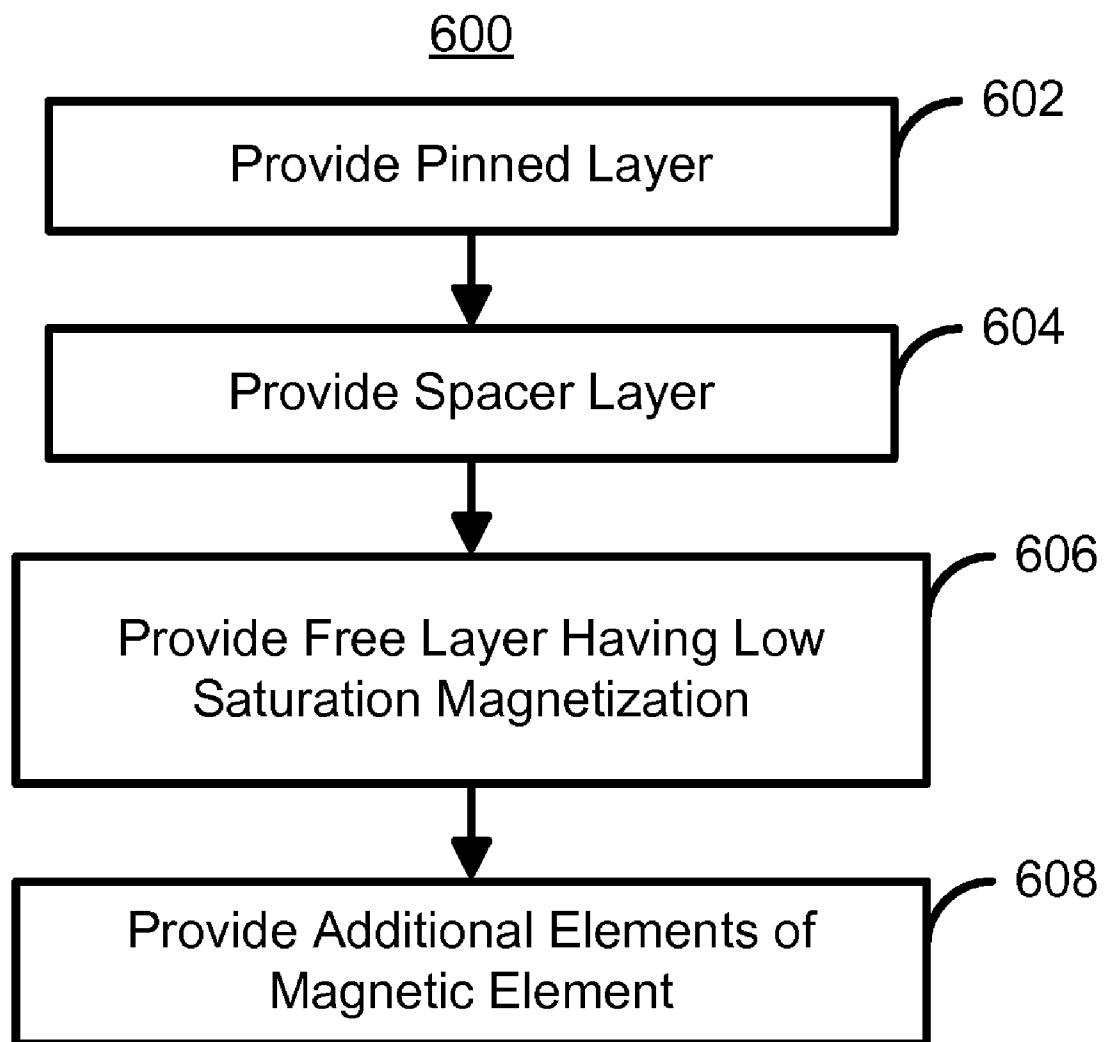 600
602
Provide Pinned Layer
604
Provide Spacer Layer
606
Provide Free Layer Having Low
Saturation Magnetization
608
Provide Additional Elements of
Magnetic Element